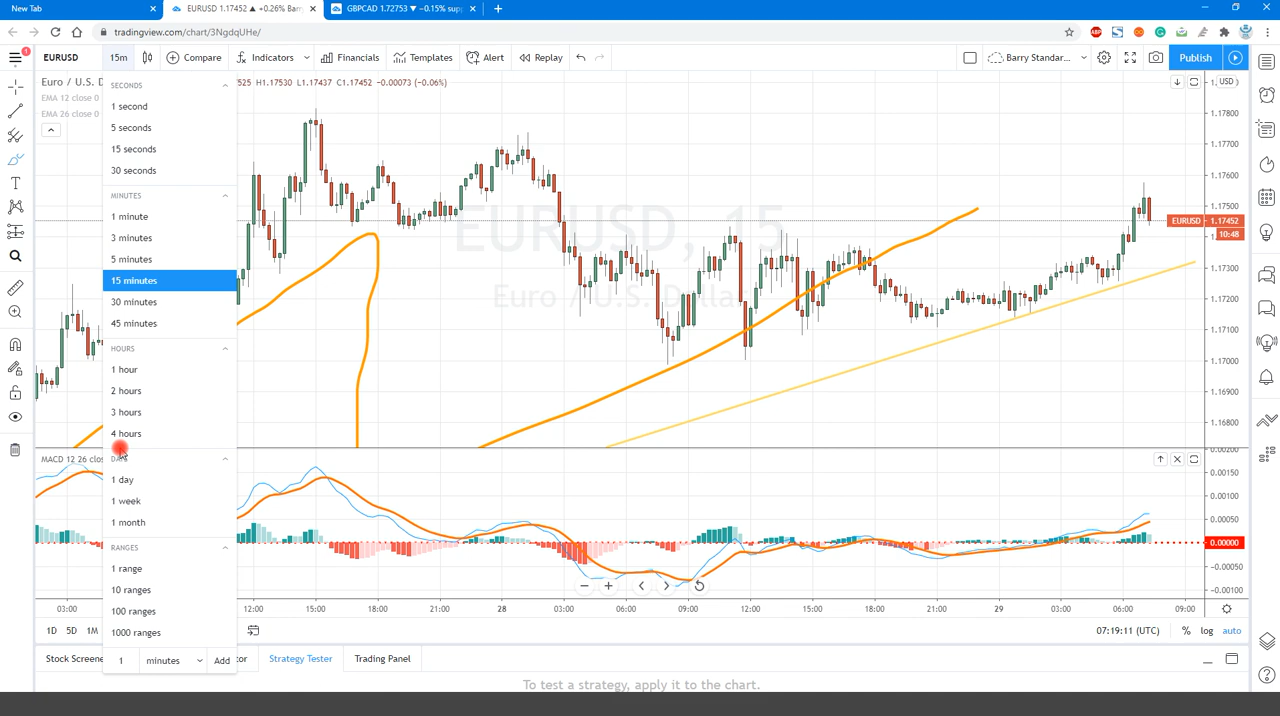 New Tab
EURUSD 1.17452 ▲ +0.26% Barr
GBPCAD 1.72753 ▼ −0.15% supp
tradingview.com/chart/3NgdqUHe/
EURUSD
15m
Compare
Indicators
Financials
Templates
Alert
Replay
Barry Standar...
Publish
Euro / U.S. D
525 H1.17530 L1.17437 C1.17452 −0.00073 (−0.06%)
EMA 12 close 0
EMA 26 close 0
SECONDS
1 second
5 seconds
15 seconds
30 seconds
MINUTES
1 minute
3 minutes
5 minutes
15 minutes
30 minutes
45 minutes
HOURS
1 hour
2 hours
3 hours
4 hours
1 day
1 week
1 month
RANGES
1 range
10 ranges
100 ranges
1000 ranges
1 minutes Add
EURUSD, 15
Euro / U.S. Dollar
USD
1.17800
1.17700
1.17600
1.17500
EURUSD 1.17452
10:48
1.17300
1.17200
1.17100
1.17000
1.16900
1.16800
MACD 12 26 clos
0.00150
0.00100
0.00050
0.00000
−0.00050
−0.00100
03:00 12:00 15:00 18:00 21:00 28 03:00 06:00 09:00 12:00 15:00 18:00 21:00 29 03:00 06:00 09:00
1D 5D 1M
07:19:11 (UTC) % log auto
Stock Screene
or
Strategy Tester
Trading Panel
To test a strategy, apply it to the chart.